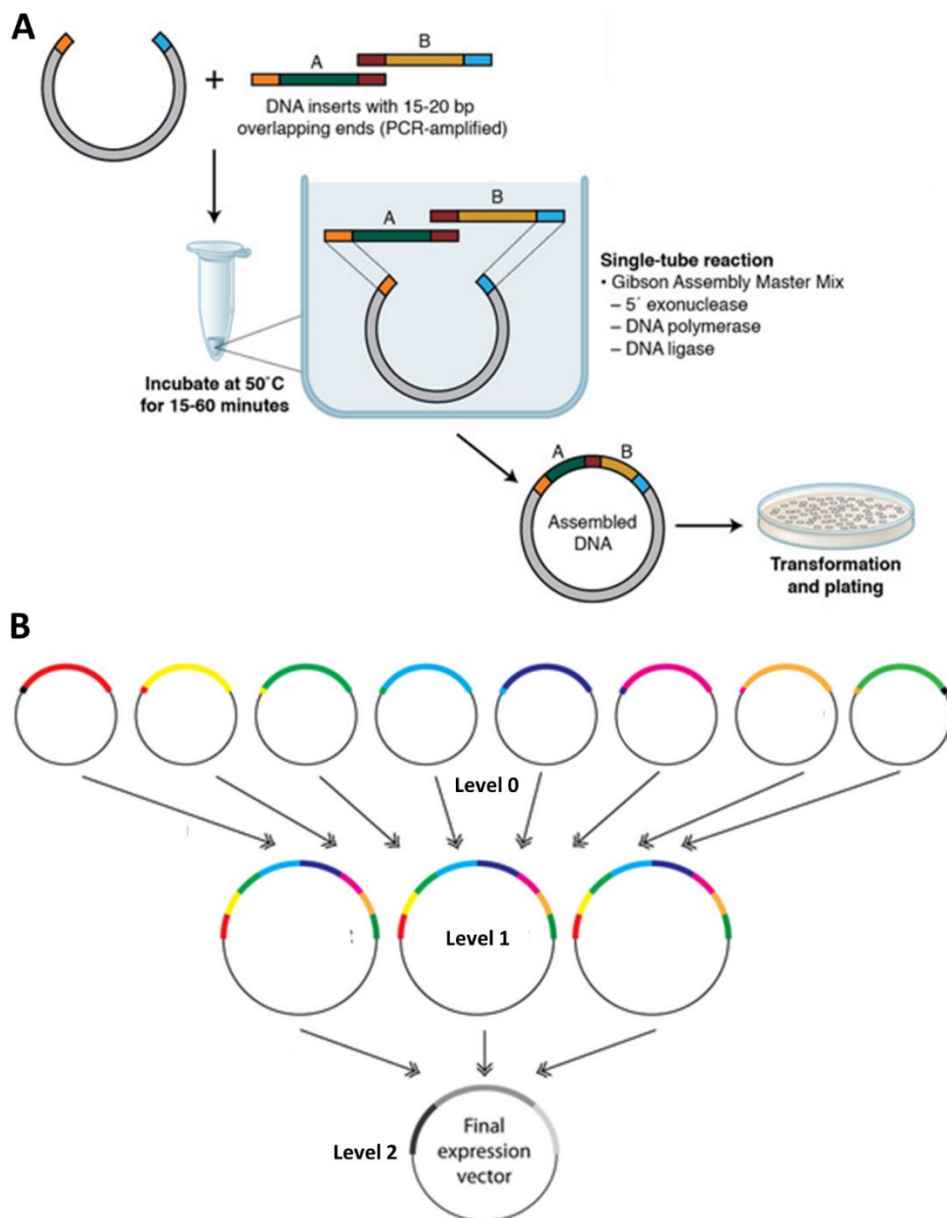 A
A
B
+
DNA inserts with 15-20 bp
overlapping ends (PCR-amplified)
A
B
Single-tube reaction
• Gibson Assembly Master Mix
– 5´ exonuclease
– DNA polymerase
– DNA ligase
Incubate at 50˚C
for 15-60 minutes
A
B
Assembled
DNA
Transformation
and plating
B
Level 0
Level 1
Level 2
Final
expression
vector